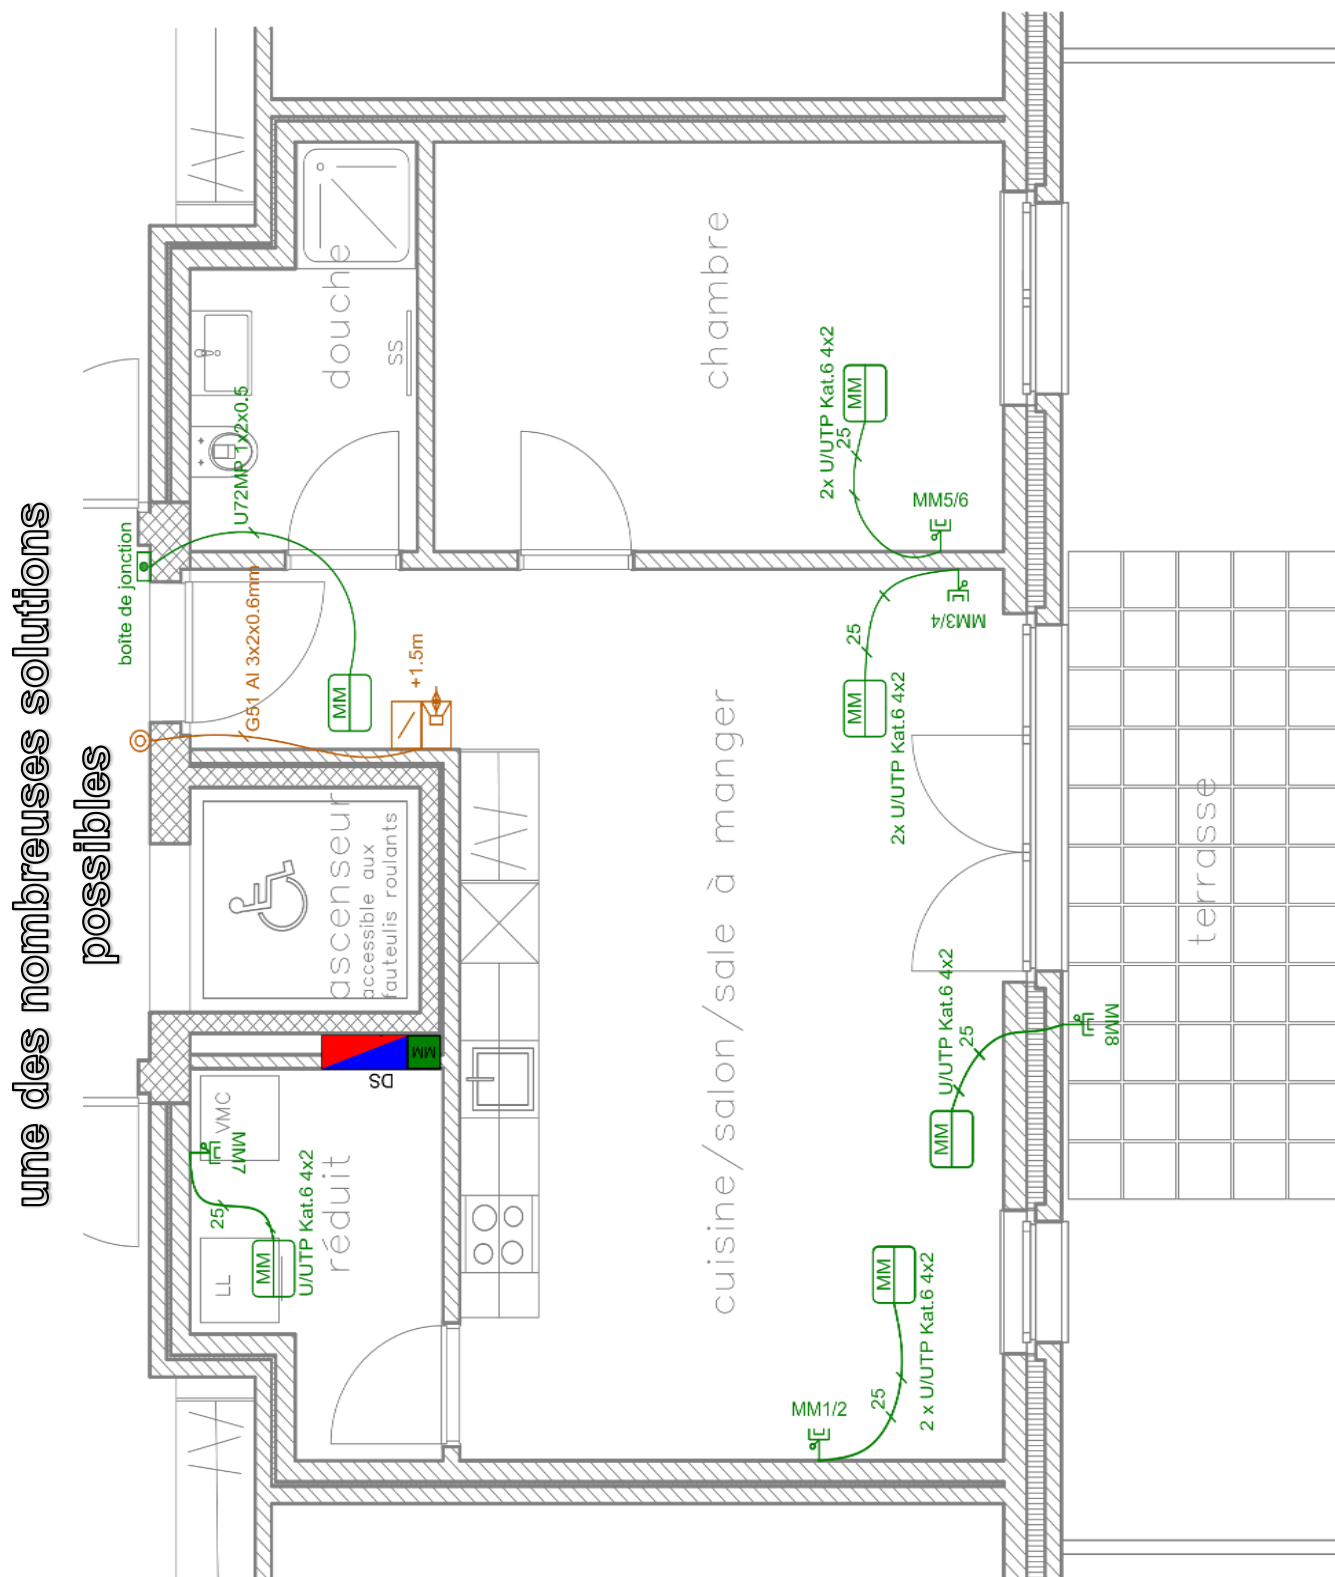 une des nombreuses solutions
possibles
boîte de jonction
U72MP 1x2x0.5
G51 AI 3x2x0.6mm
+1.5m
MM
douche
SS
chambre
2x U/UTP Kat.6 4x2
25
MM
MM5/6
MM3/4
25
MM
2x U/UTP Kat.6 4x2
ascenseur
accessible aux
fauteulis roulants
cuisine/salon/sale à manger
terrasse
MM
DS
VMC
MM7
25
LL
MM
U/UTP Kat.6 4x2
réduit
U/UTP Kat.6 4x2
25
MM
MM8
MM
2 x U/UTP Kat.6 4x2
25
MM1/2